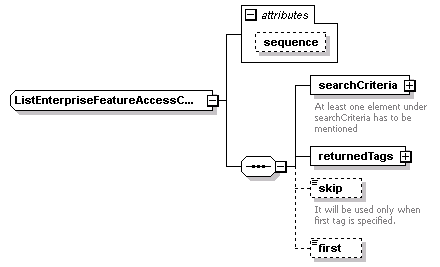 attributes
sequence
ListEnterpriseFeatureAccessC...
searchCriteria
At least one element under
searchCriteria has to be
mentioned
returnedTags
skip
It will be used only when
first tag is specified.
first